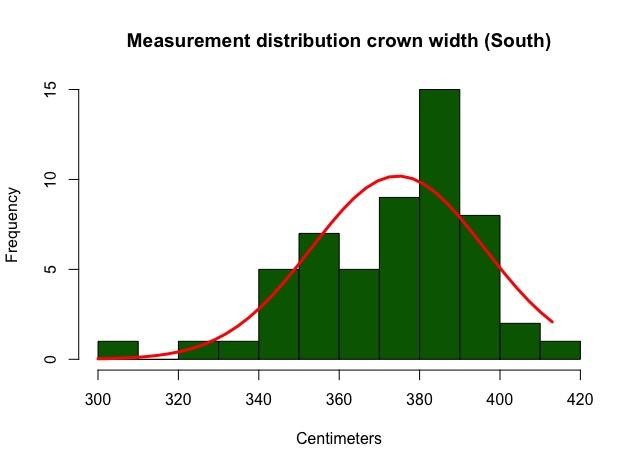 Measurement distribution crown width (South)
Frequency
15
10
5
0
300 320 340 360 380 400 420
Centimeters